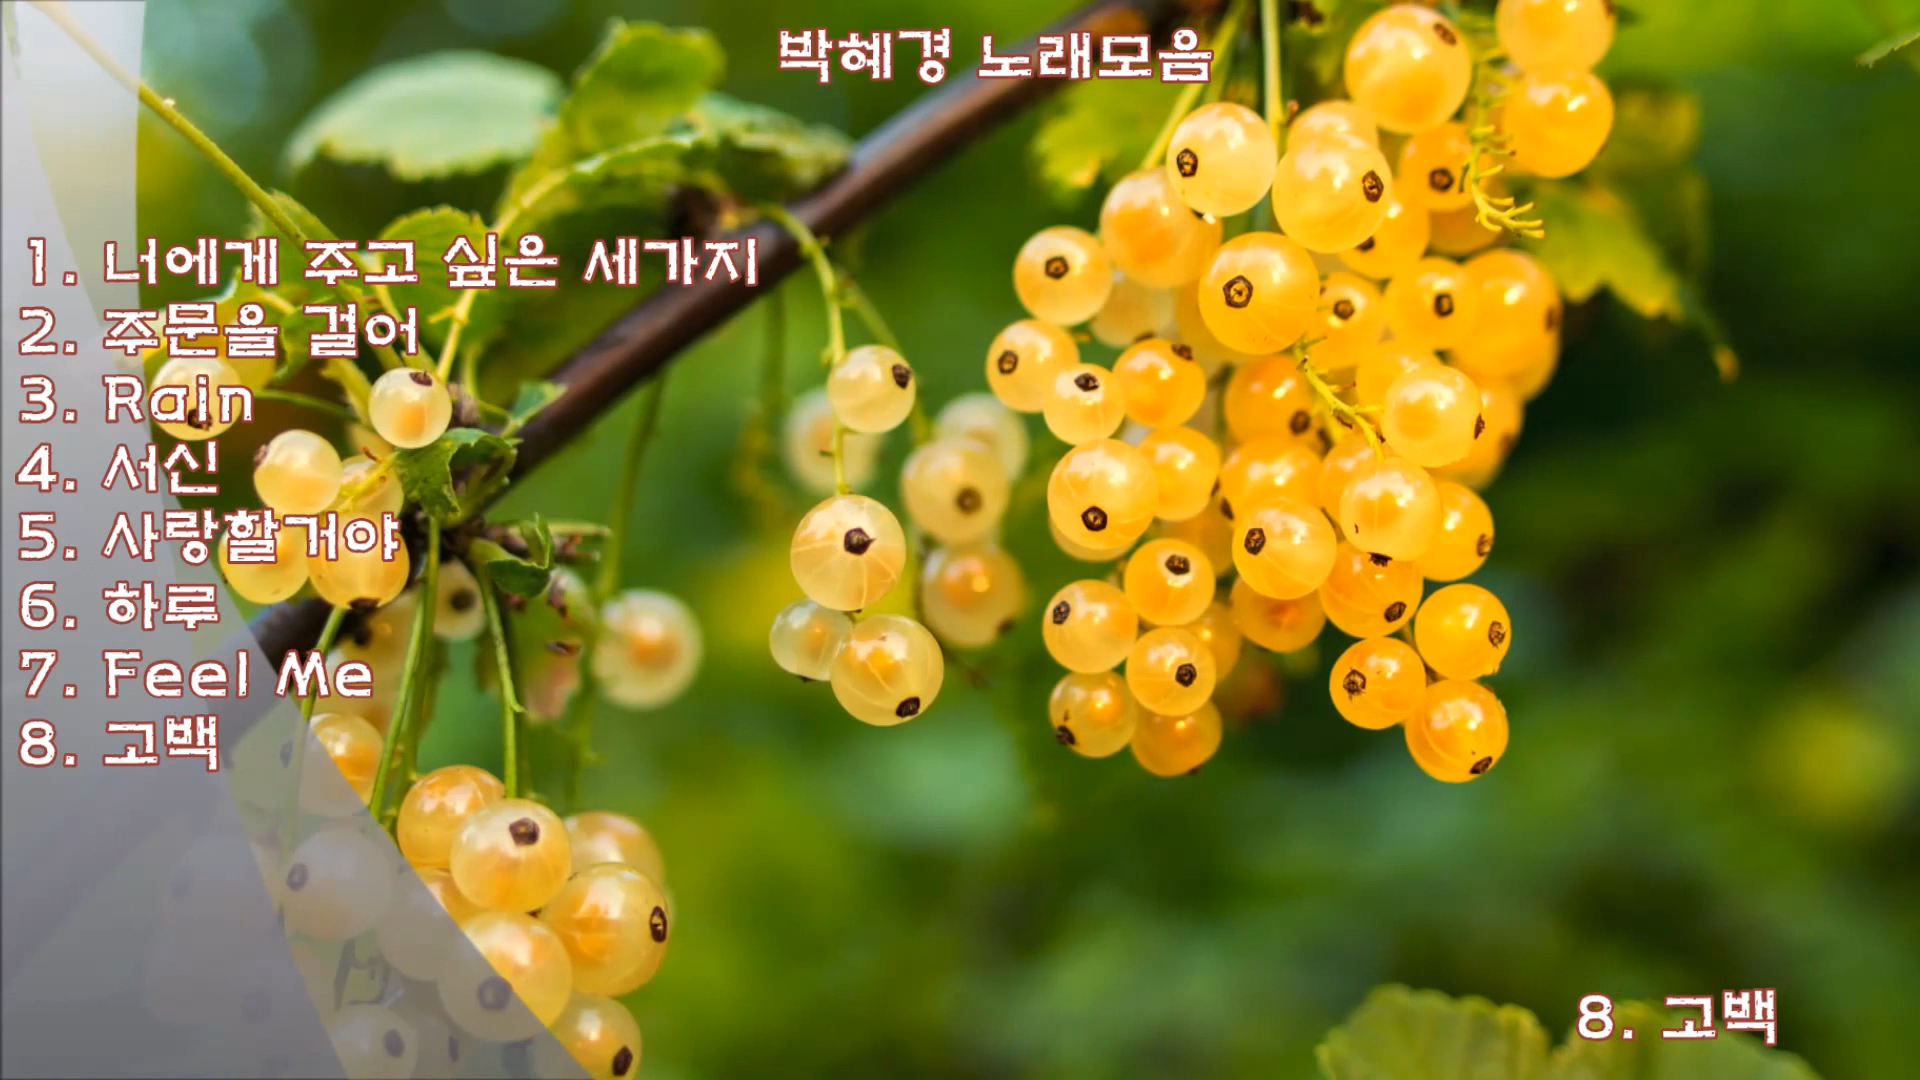 박혜경 노래모음
1. 너에게 주고 싶은 세가지
2. 주문을 걸어
3. Rain
4. 서신
5. 사랑할거야
6. 하루
7. Feel Me
8. 고백
8. 고백